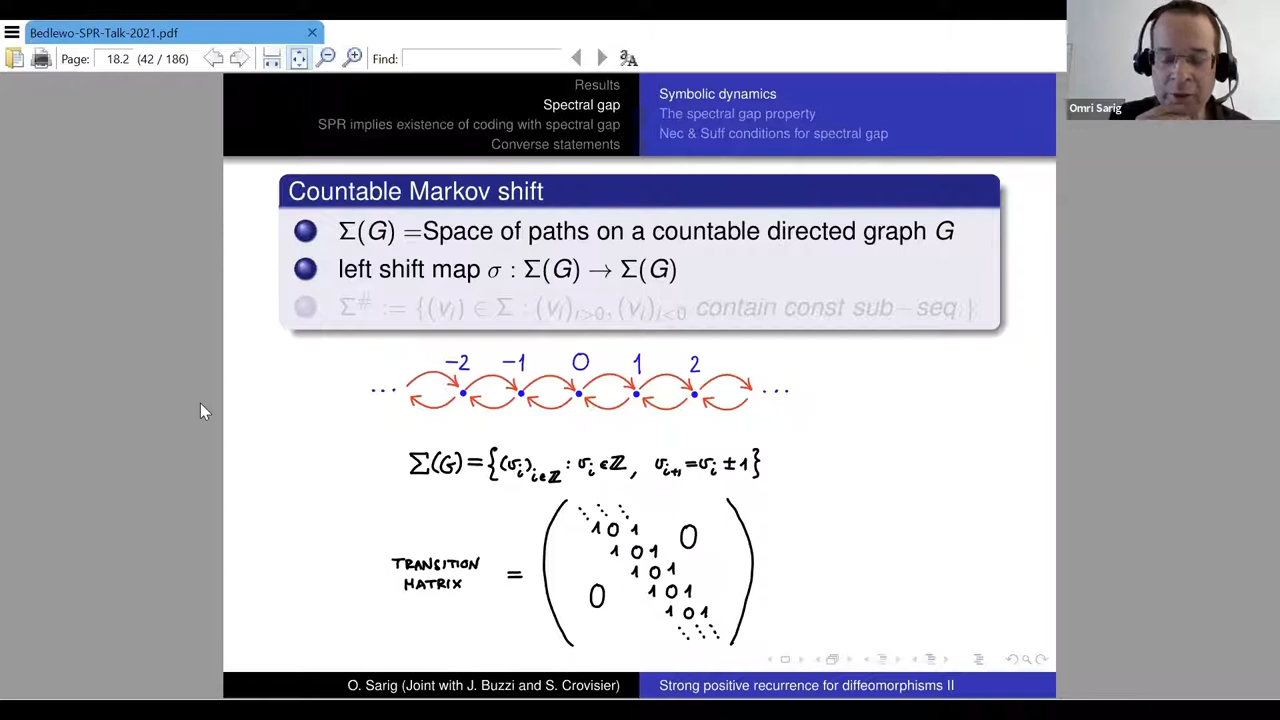 Bedlewo-SPR-Talk-2021.pdf
Page: 18.2 (42 / 186) Find:
Omri Sarig
Results
Spectral gap
SPR implies existence of coding with spectral gap
Converse statements
Symbolic dynamics
The spectral gap property
Nec & Suff conditions for spectral gap
Countable Markov shift
Σ(G) =Space of paths on a countable directed graph G
left shift map σ : Σ(G) → Σ(G)
Σ# := {(vᵢ) ∈ Σ : (vᵢ)ᵢ>0, (vᵢ)ᵢ<0 contain const sub−seq}
-2 -1 0 1 2
... ...
Σ(G) = {(vᵢ)ᵢ∈ℤ : vᵢ ∈ ℤ, vᵢ₊₁ = vᵢ ± 1}
TRANSITION
MATRIX
=
1 0 1 0
1 0 1
1 0 1
0 1 0 1
1 0 1
O. Sarig (Joint with J. Buzzi and S. Crovisier)
Strong positive recurrence for diffeomorphisms II